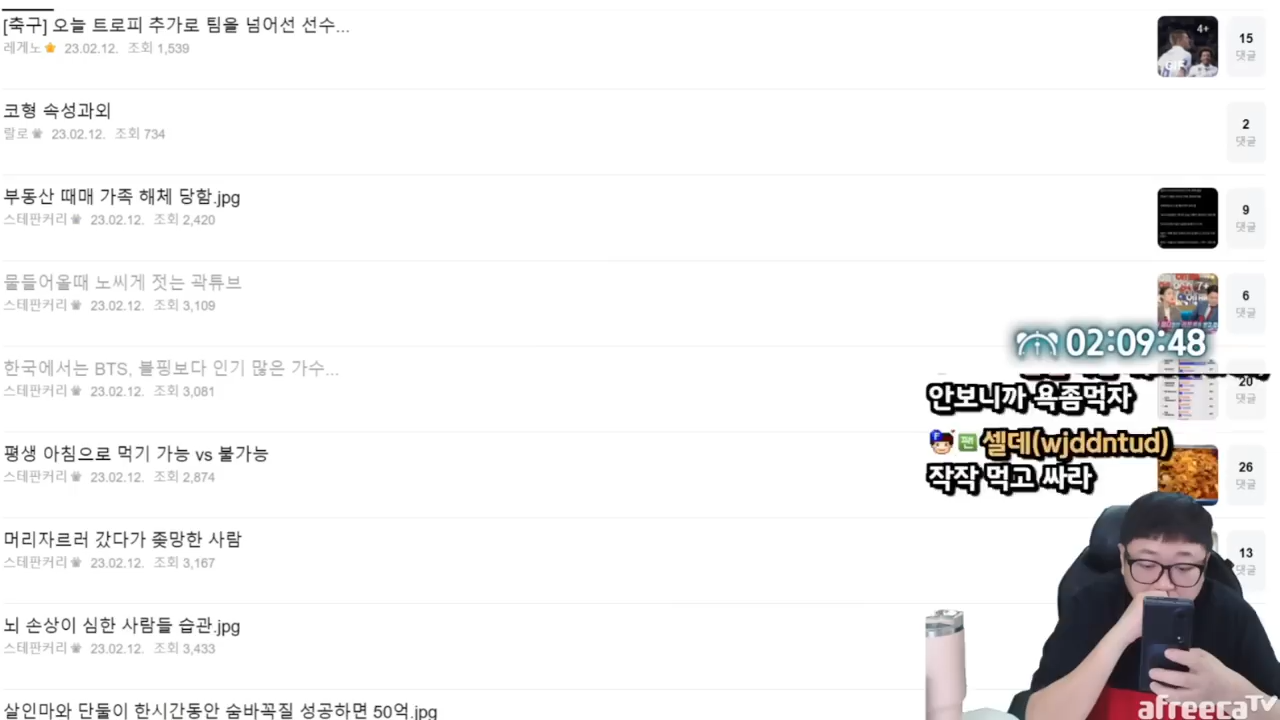 [축구] 오늘 트로피 추가로 팀을 넘어선 선수...
레게노 23.02.12. 조회 1,539
4+
GIF
15
댓글
코형 속성과외
랄로 23.02.12. 조회 734
2
댓글
부동산 때매 가족 해체 당함.jpg
스테판커리 23.02.12. 조회 2,420
9
댓글
물들어올때 노씨게 젓는 곽튜브
스테판커리 23.02.12. 조회 3,109
7+
6
댓글
02:09:48
한국에서는 BTS, 블핑보다 인기 많은 가수...
스테판커리 23.02.12. 조회 3,081
20
댓글
안보니까 욕좀먹자
평생 아침으로 먹기 가능 vs 불가능
스테판커리 23.02.12. 조회 2,874
26
댓글
셀데(wjddntud)
작작 먹고 싸라
머리자르러 갔다가 좆망한 사람
스테판커리 23.02.12. 조회 3,167
13
댓글
뇌 손상이 심한 사람들 습관.jpg
스테판커리 23.02.12. 조회 3,433
살인마와 단둘이 한시간동안 숨바꼭질 성공하면 50억.jpg
afreecaTV